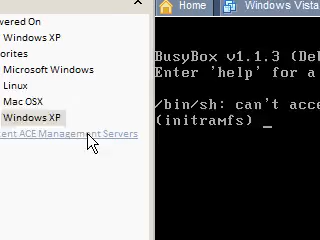 wered On
Windows XP
orites
Microsoft Windows
Linux
Mac OSX
Windows XP
cent ACE Management Servers
Home
Windows Vista
BusyBox v1.1.3 (De
Enter 'help' for a
/bin/sh: can't acce
(initramfs) _